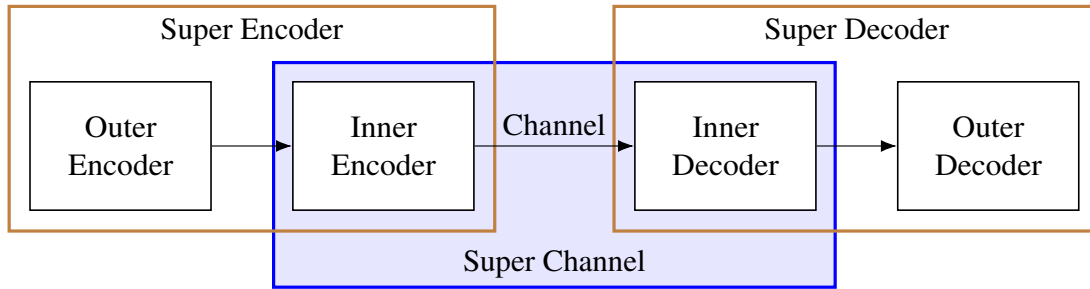 Super Encoder
Super Decoder
Outer
Encoder
Inner
Encoder
Channel
Inner
Decoder
Outer
Decoder
Super Channel